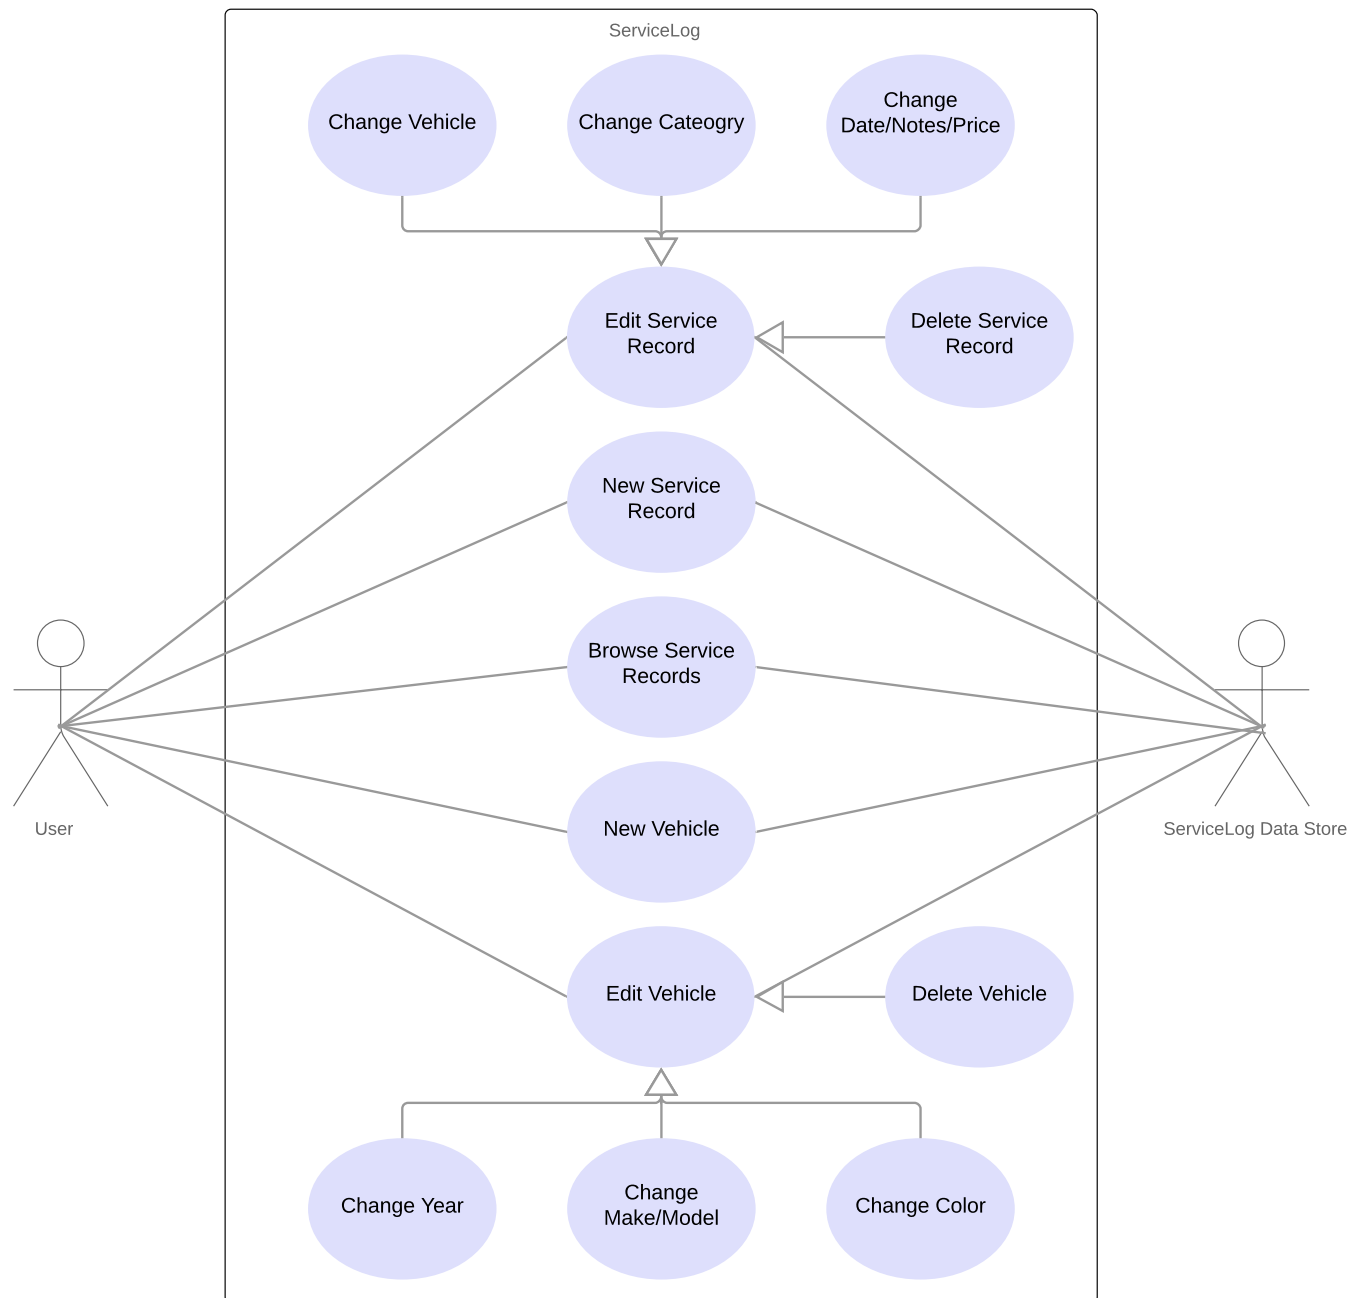 ServiceLog
Change Vehicle
Change Cateogry
Change
Date/Notes/Price
Edit Service
Record
Delete Service
Record
New Service
Record
Browse Service
Records
User
ServiceLog Data Store
New Vehicle
Edit Vehicle
Delete Vehicle
Change Year
Change
Make/Model
Change Color